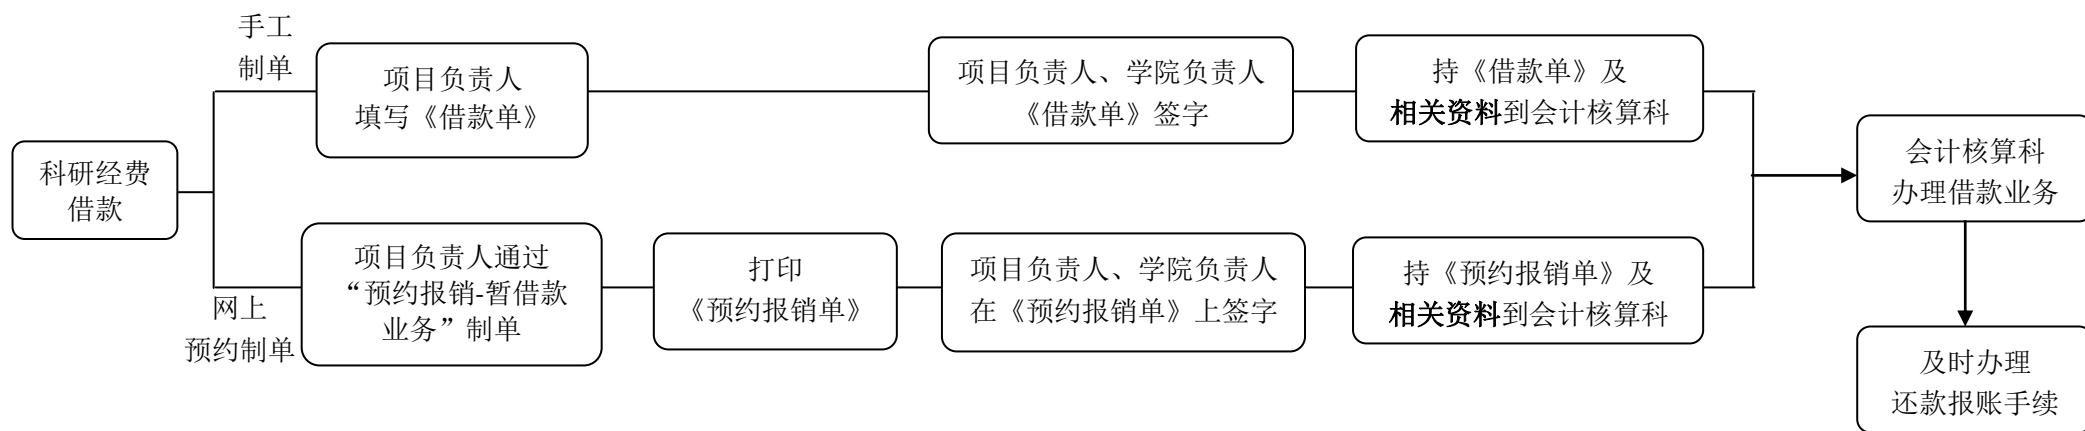 科研经费
借款
手工
制单
项目负责人
填写《借款单》
项目负责人、学院负责人
《借款单》签字
持《借款单》及
相关资料到会计核算科
网上
预约制单
项目负责人通过
“预约报销-暂借款
业务”制单
打印
《预约报销单》
项目负责人、学院负责人
在《预约报销单》上签字
持《预约报销单》及
相关资料到会计核算科
会计核算科
办理借款业务
及时办理
还款报账手续